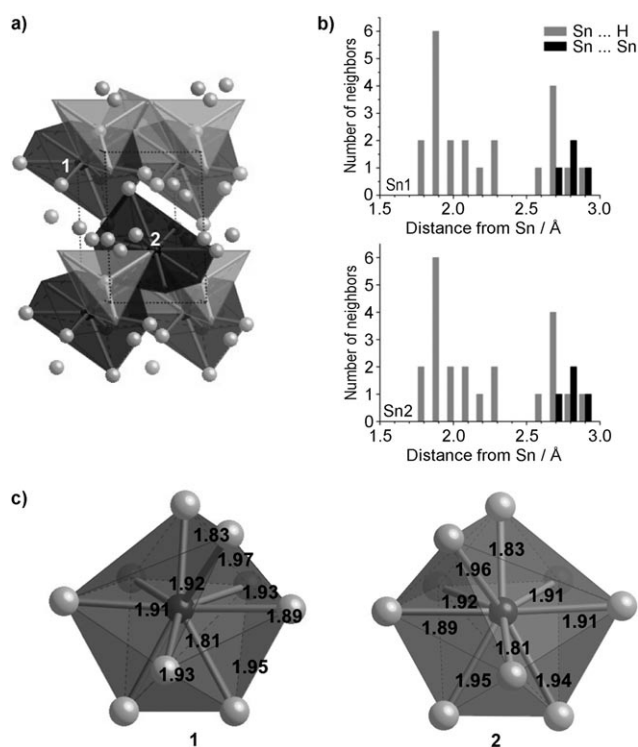 a)
1
2
b)
Number of neighbors
6
5
4
3
2
1
0
Sn ... H
Sn ... Sn
Sn1
1.5 2.0 2.5 3.0
Distance from Sn / Å
Number of neighbors
6
5
4
3
2
1
0
Sn2
1.5 2.0 2.5 3.0
Distance from Sn / Å
c)
1.83
1.97
1.92
1.93
1.91
1.89
1.81
1.93
1.95
1
1.83
1.96
1.92
1.91
1.89
1.91
1.81
1.95
1.94
2